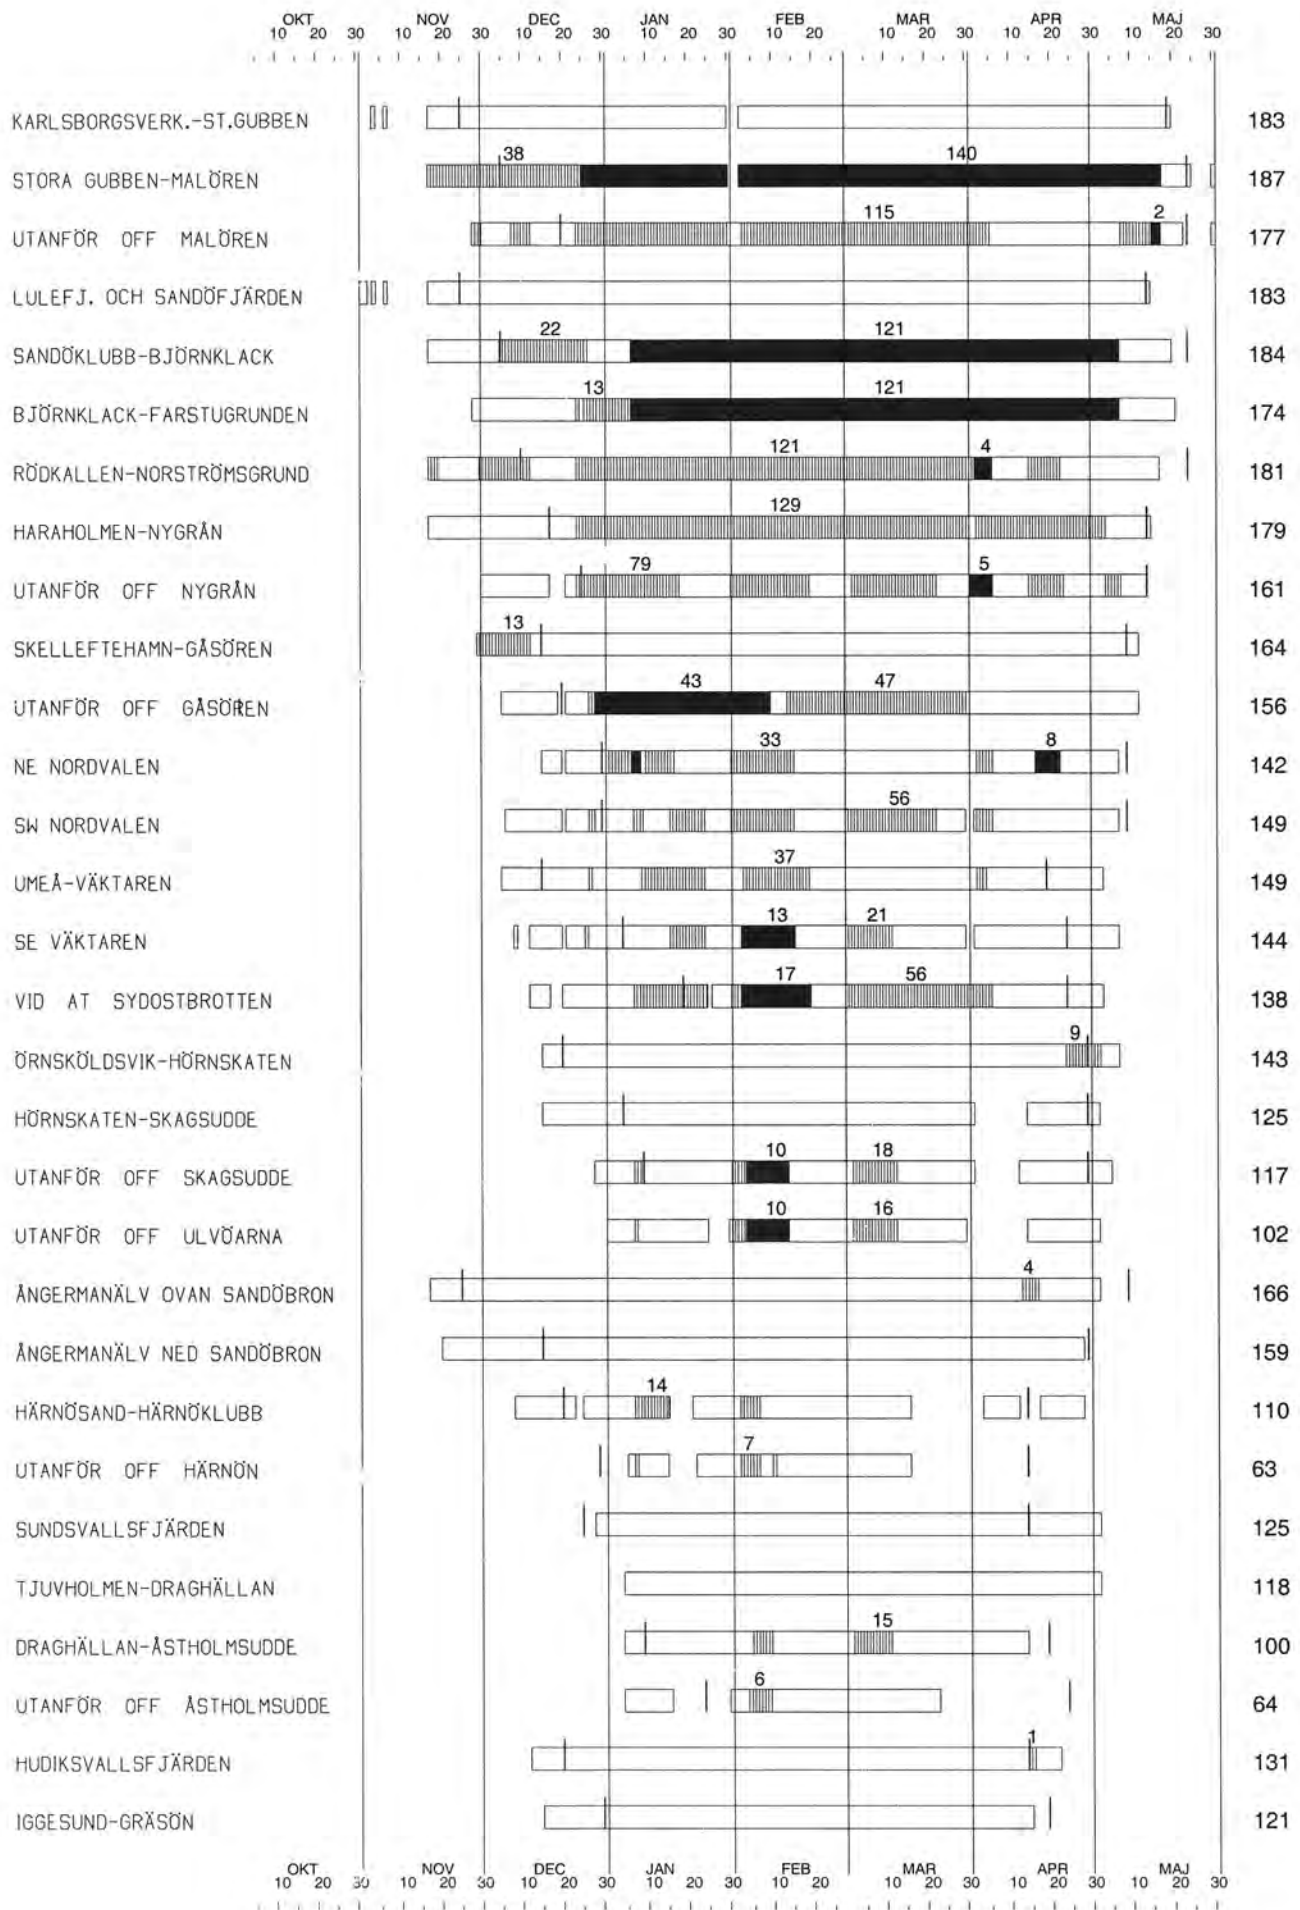 OKT NOV DEC JAN FEB MAR APR MAJ
10 20 30 10 20 30 10 20 30 10 20 30 10 20 10 20 30 10 20 30 10 20 30
KARLSBORGSVERK.-ST.GUBBEN 183
38 140
STORA GUBBEN-MALÖREN 187
115 2
UTANFÖR OFF MALÖREN 177
LULEFJ. OCH SANDÖFJÄRDEN 183
22 121
SANDÖKLUBB-BJÖRNKLACK 184
13 121
BJÖRNKLACK-FARSTUGRUNDEN 174
121 4
RÖDKALLEN-NORSTRÖMSGRUND 181
129
HARAHOLMEN-NYGRÅN 179
79 5
UTANFÖR OFF NYGRÅN 161
13
SKELLEFTEHAMN-GÅSÖREN 164
43 47
UTANFÖR OFF GÅSÖREN 156
33 8
NE NORDVALEN 142
56
SW NORDVALEN 149
37
UMEÅ-VÄKTAREN 149
13 21
SE VÄKTAREN 144
17 56
VID AT SYDOSTBROTTEN 138
9
ÖRNSKÖLDSVIK-HÖRNSKATEN 143
HÖRNSKATEN-SKAGSUDDE 125
10 18
UTANFÖR OFF SKAGSUDDE 117
10 16
UTANFÖR OFF ULVÖARNA 102
4
ÅNGERMANÄLV OVAN SANDÖBRON 166
ÅNGERMANÄLV NED SANDÖBRON 159
14
HÄRNÖSAND-HÄRNÖKLUBB 110
7
UTANFÖR OFF HÄRNÖN 63
SUNDSVALLSFJÄRDEN 125
TJUVHOLMEN-DRAGHÄLLAN 118
15
DRAGHÄLLAN-ÅSTHOLMSUDDE 100
6
UTANFÖR OFF ÅSTHOLMSUDDE 64
1
HUDIKSVALLSFJÄRDEN 131
IGGESUND-GRÄSÖN 121
OKT NOV DEC JAN FEB MAR APR MAJ
10 20 30 10 20 30 10 20 30 10 20 30 10 20 10 20 30 10 20 30 10 20 30